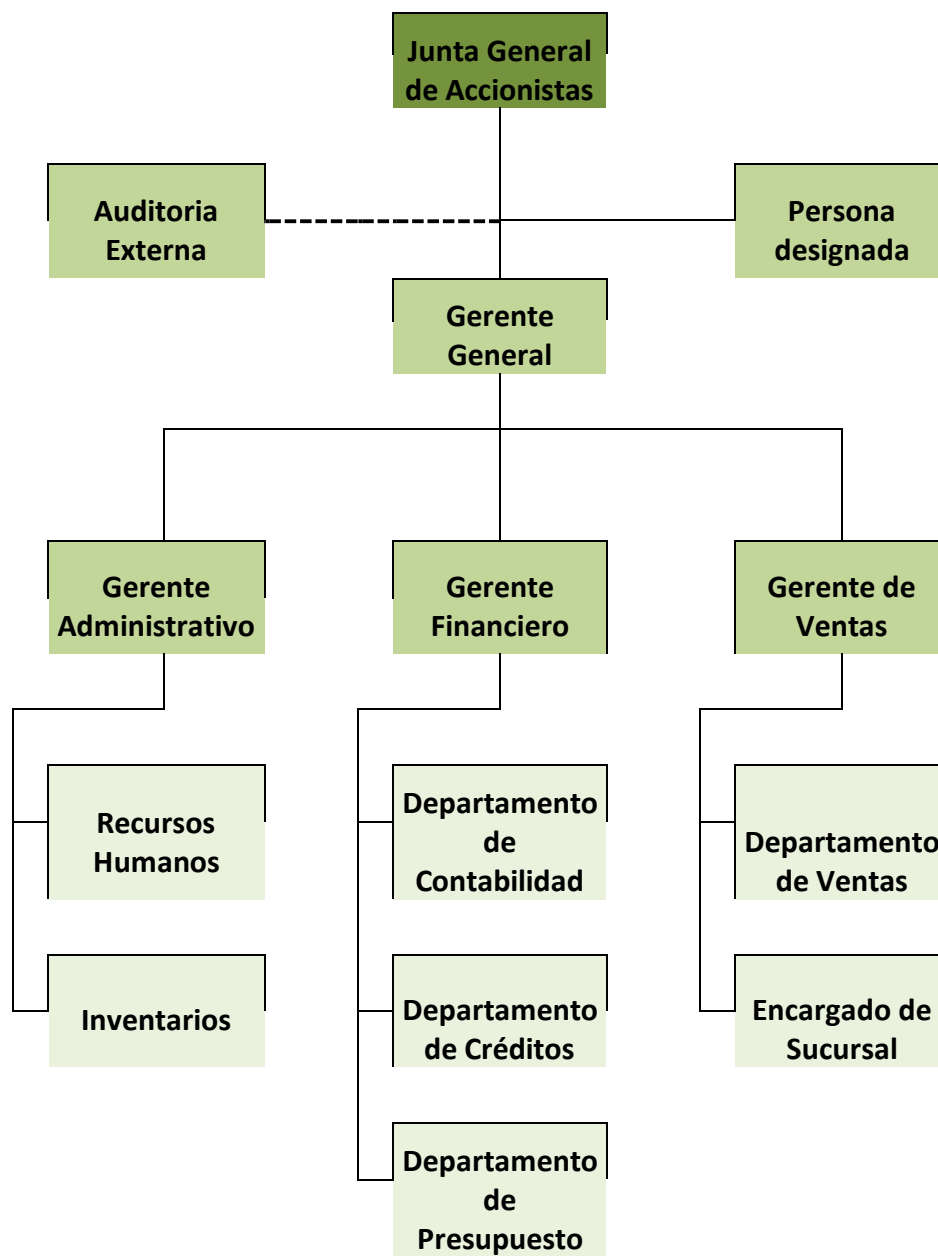 Junta General
de Accionistas
Auditoria
Externa
Persona
designada
Gerente
General
Gerente
Administrativo
Gerente
Financiero
Gerente de
Ventas
Recursos
Humanos
Departamento
de
Contabilidad
Departamento
de Ventas
Inventarios
Departamento
de Créditos
Encargado de
Sucursal
Departamento
de
Presupuesto